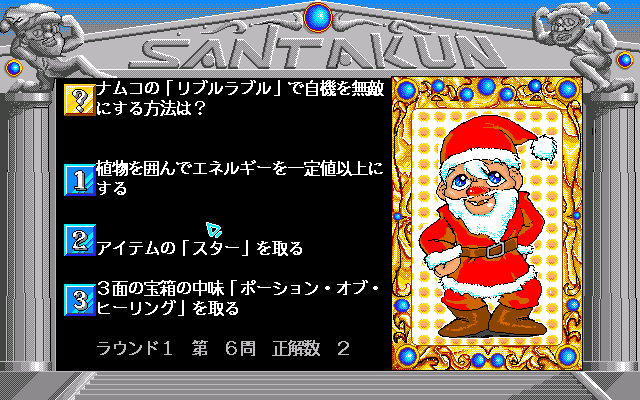 SANTAKUN
? ナムコの「リブルラブル」で自機を無敵
にする方法は？
1 植物を囲んでエネルギーを一定値以上に
する
2 アイテムの「スター」を取る
3 ３面の宝箱の中味「ポーション・オブ・
ヒーリング」を取る
ラウンド１　第　６問　正解数　２